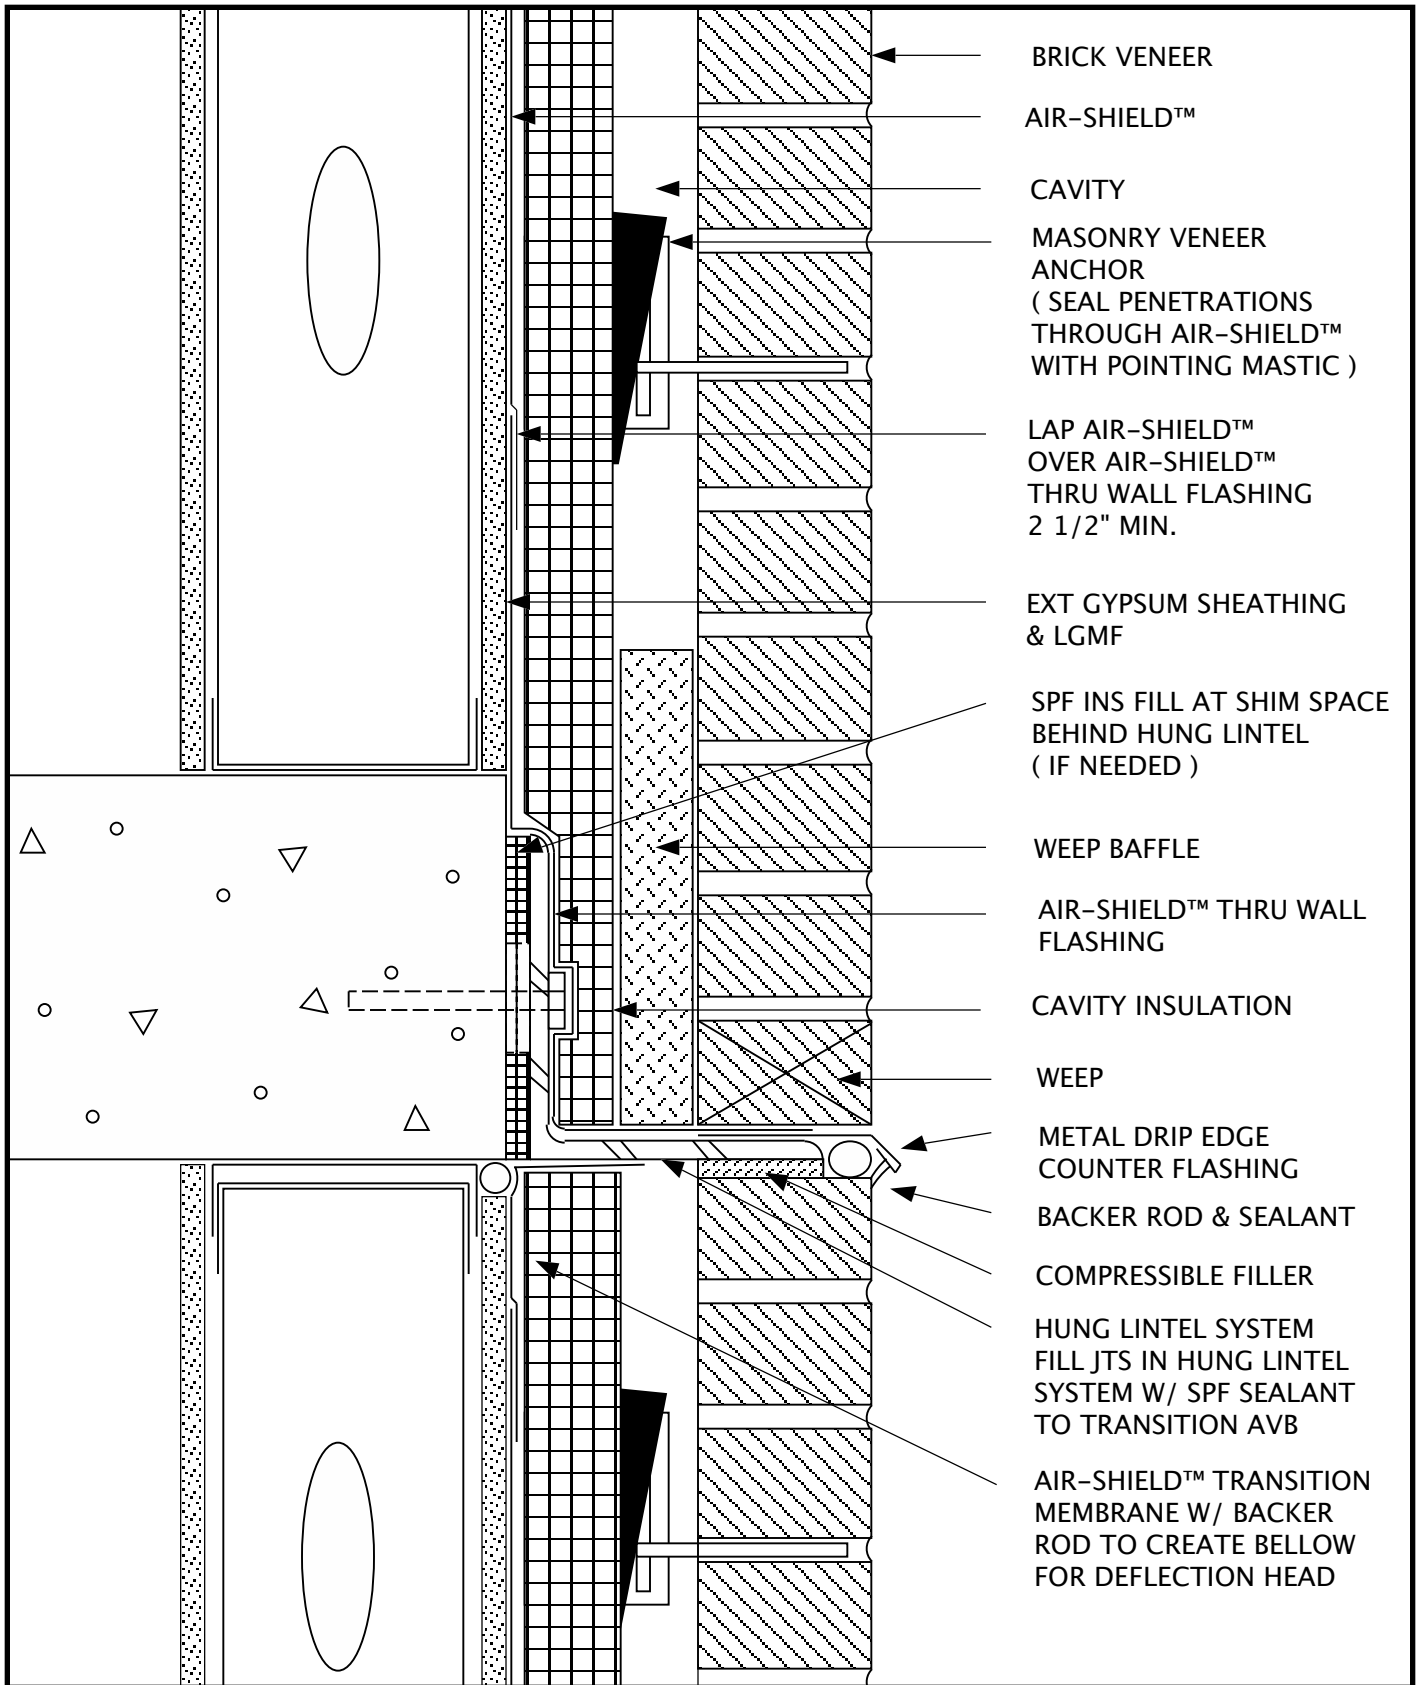 BRICK VENEER
AIR–SHIELD™
CAVITY
MASONRY VENEER
ANCHOR
( SEAL PENETRATIONS
THROUGH AIR–SHIELD™
WITH POINTING MASTIC )
LAP AIR–SHIELD™
OVER AIR–SHIELD™
THRU WALL FLASHING
2 1/2" MIN.
EXT GYPSUM SHEATHING
& LGMF
SPF INS FILL AT SHIM SPACE
BEHIND HUNG LINTEL
( IF NEEDED )
WEEP BAFFLE
AIR–SHIELD™ THRU WALL
FLASHING
CAVITY INSULATION
WEEP
METAL DRIP EDGE
COUNTER FLASHING
BACKER ROD & SEALANT
COMPRESSIBLE FILLER
HUNG LINTEL SYSTEM
FILL JTS IN HUNG LINTEL
SYSTEM W/ SPF SEALANT
TO TRANSITION AVB
AIR–SHIELD™ TRANSITION
MEMBRANE W/ BACKER
ROD TO CREATE BELLOW
FOR DEFLECTION HEAD